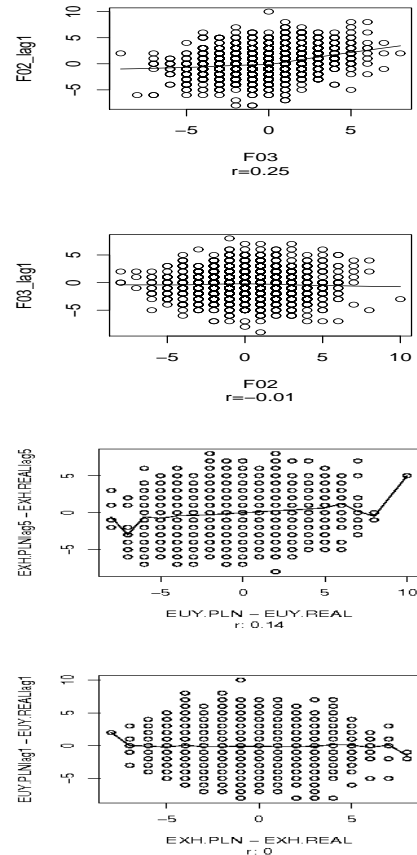 F02_lag1
−5 0 5 10
−5 0 5
F03
r=0.25
F03_lag1
−5 0 5
−5 0 5 10
F02
r=−0.01
EXH.PLNlag5 − EXH.REALlag5
−5 0 5
−5 0 5 10
EUY.PLN − EUY.REAL
r: 0.14
EUY.PLNlag1 − EUY.REALlag1
−5 0 5 10
−5 0 5
EXH.PLN − EXH.REAL
r: 0